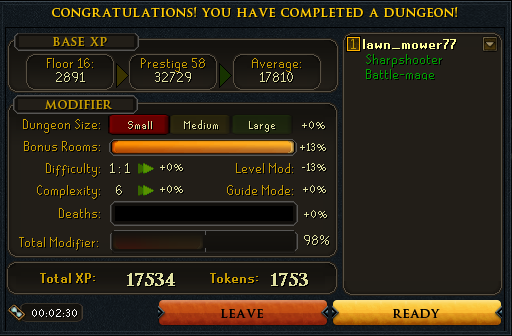 CONGRATULATIONS! YOU HAVE COMPLETED A DUNGEON!
BASE XP
Floor 16: Prestige 58 Average:
2891 32729 17810
MODIFIER
Dungeon Size: Small Medium Large +0%
Bonus Rooms: +13%
Difficulty: 1:1 +0% Level Mod: -13%
Complexity: 6 +0% Guide Mode: +0%
Deaths: +0%
Total Modifier: 98%
Total XP: 17534 Tokens: 1753
00:02:30
LEAVE
READY
1 lawn_mower77
Sharpshooter
Battle-mage